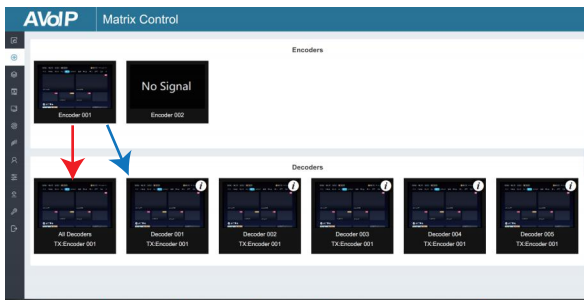 AVoIP Matrix Control
Encoders
No Signal
Encoder 001 Encoder 002
Decoders
All Decoders Decoder 001 Decoder 002 Decoder 003 Decoder 004 Decoder 005
TX:Encoder 001 TX:Encoder 001 TX:Encoder 001 TX:Encoder 001 TX:Encoder 001 TX:Encoder 001